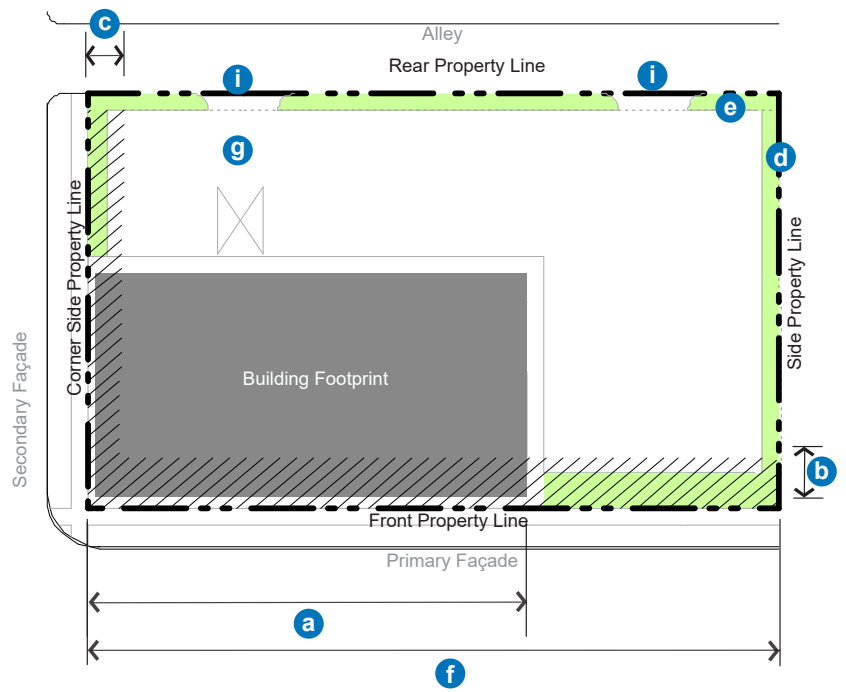 c
Alley
Rear Property Line
i
i
e
g
d
Corner Side Property Line
Side Property Line
Secondary Façade
Building Footprint
b
Front Property Line
Primary Façade
a
f